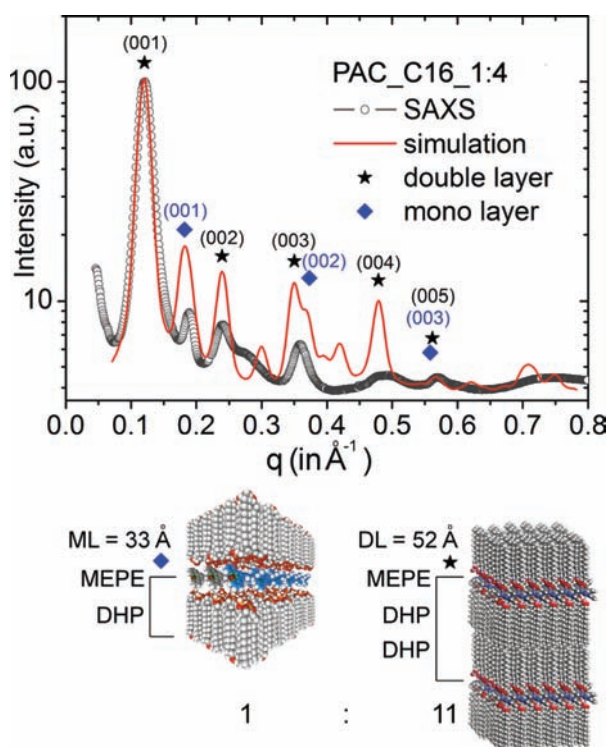 (001)
100
PAC_C16_1:4
SAXS
simulation
double layer
mono layer
Intensity (a.u.)
(001)
(002)
(003)
(002)
(004)
(005)
(003)
10
0.0 0.1 0.2 0.3 0.4 0.5 0.6 0.7 0.8
q (in Å⁻¹)
ML = 33 Å
MEPE
DHP
DL = 52 Å
MEPE
DHP
DHP
1 : 11